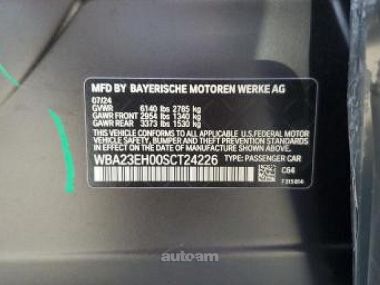 MFD BY BAYERISCHE MOTOREN WERKE AG
07/24
GVWR 6140 lbs 2785 kg
GAWR FRONT 2954 lbs 1340 kg
GAWR REAR 3373 lbs 1530 kg
THIS VEHICLE CONFORMS TO ALL APPLICABLE
U.S.FEDERAL MOTOR VEHICLE SAFETY, BUMPER,
AND THEFT PREVENTION STANDARDS IN EFFECT
ON THE DATE OF MANUFACTURE SHOWN ABOVE.
WBA23EH00SCT24226 TYPE: PASSENGER CAR
C64
autoam